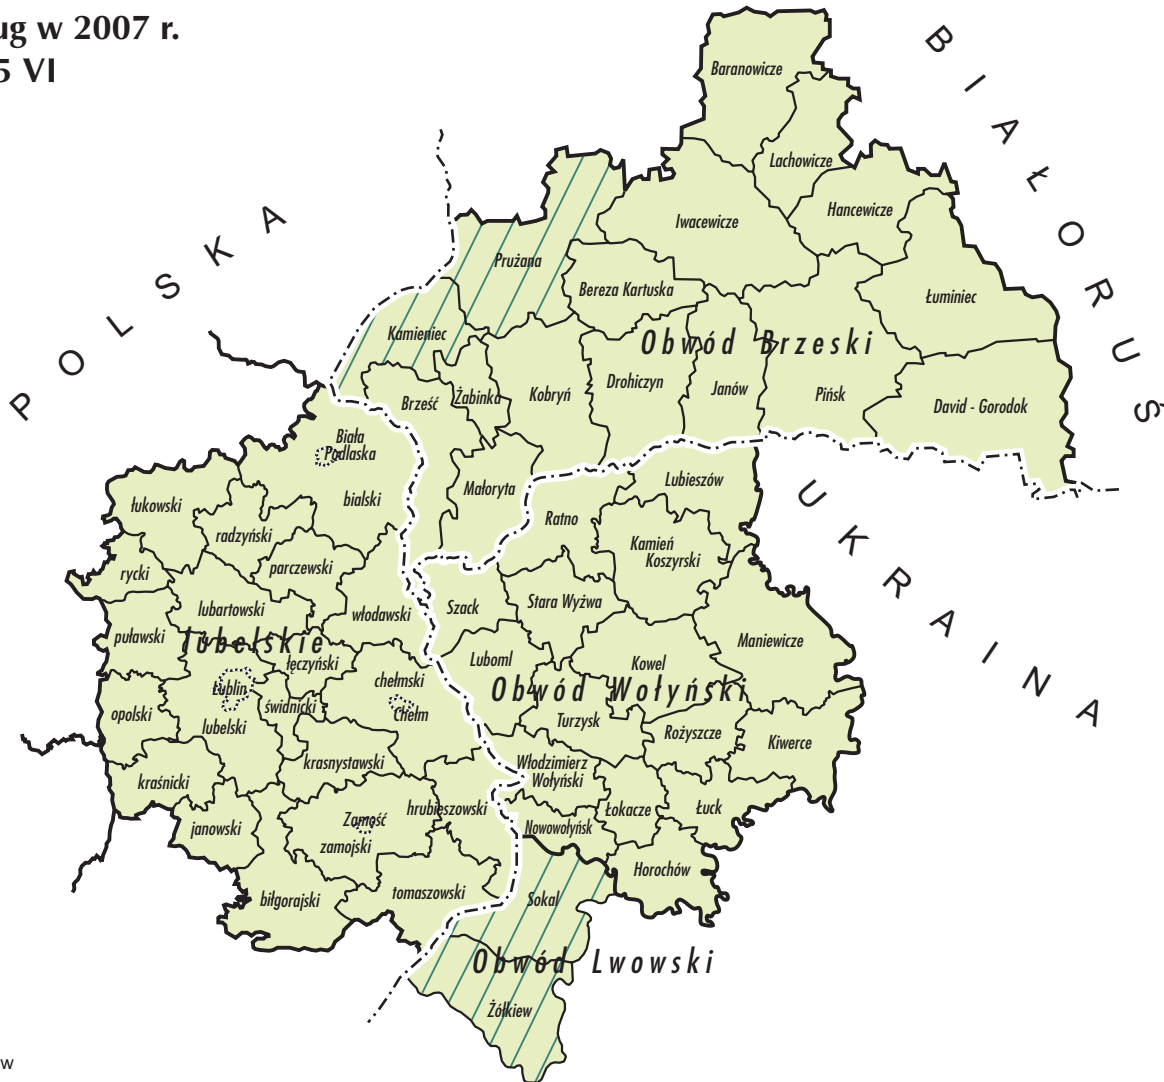 ug w 2007 r.
5 VI
BIAŁORUŚ
POLSKA
UKRAINA
Baranowicze
Lachowicze
Hancewicze
Iwacewicze
Prużana
Bereza Kartuska
Łuminiec
Kamieniec
Obwód Brzeski
Brześć
Żabinka
Kobryń
Drohiczyn
Janów
Pińsk
David - Gorodok
Biała
Podlaska
bialski
Małoryta
Lubieszów
łukowski
radzyński
Ratno
Kamień
Koszyrski
rycki
parczewski
lubartowski
włodawski
Szack
Stara Wyżwa
puławski
lubelskie
łęczyński
Luboml
Kowel
Maniewicze
Lublin
chełmski
Chełm
Obwód Wołyński
opolski
świdnicki
lubelski
Turzysk
Rożyszcze
Kiwerce
krasnystawski
kraśnicki
Włodzimierz
Wołyński
hrubieszowski
Łokacze
Łuck
janowski
Zamość
zamojski
Nowowołyńsk
Horochów
biłgorajski
tomaszowski
Sokal
Obwód Lwowski
Żółkiew
w